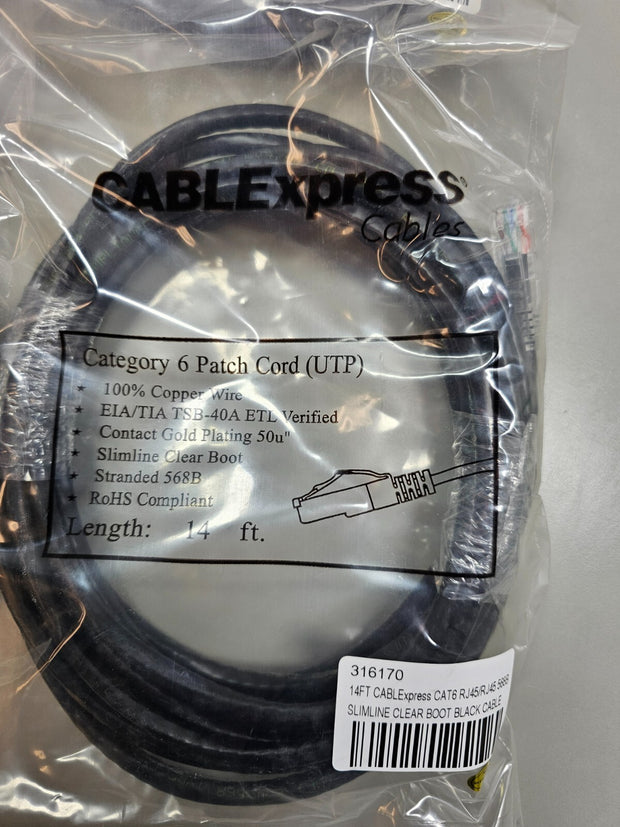 CABLExpress®
Cables
Category 6 Patch Cord (UTP)
★ 100% Copper Wire
★ EIA/TIA TSB-40A ETL Verified
★ Contact Gold Plating 50u"
★ Slimline Clear Boot
★ Stranded 568B
★ RoHS Compliant
Length: 14 ft.
316170
14FT CABLExpress CAT6 RJ45/RJ45 568B
SLIMLINE CLEAR BOOT BLACK CABLE